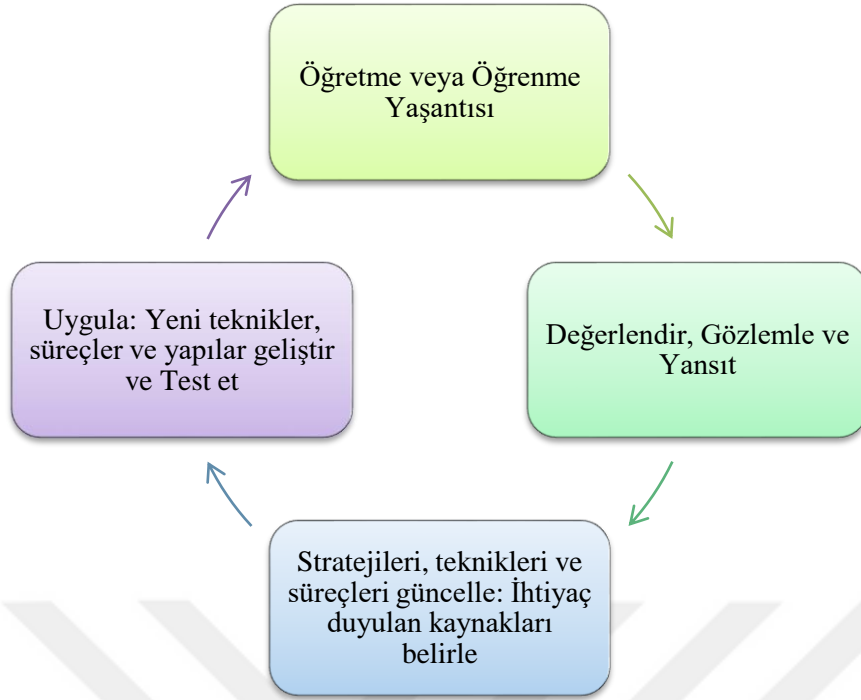 Öğretme veya Öğrenme
Yaşantısı
Değerlendir, Gözlemle ve
Yansıt
Stratejileri, teknikleri ve
süreçleri güncelle: İhtiyaç
duyulan kaynakları
belirle
Uygula: Yeni teknikler,
süreçler ve yapılar geliştir
ve Test et